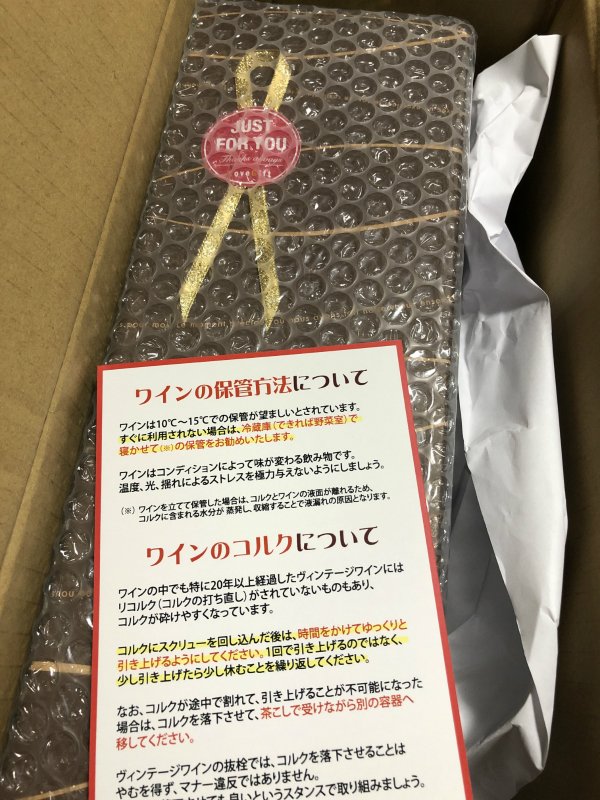 JUST
FOR YOU
Thanks always
ワインの保管方法について
ワインは10℃～15℃での保管が望ましいとされています。
すぐに利用されない場合は、冷蔵庫(できれば野菜室)で
寝かせて(※)の保管をお勧めいたします。
ワインはコンディションによって味が変わる飲み物です。
温度、光、揺れによるストレスを極力与えないようにしましょう。
(※) ワインを立てて保管した場合は、コルクとワインの液面が離れるため、
コルクに含まれる水分が蒸発し、収縮することで液漏れの原因となります。
ワインのコルクについて
ワインの中でも特に20年以上経過したヴィンテージワインには
リコルク(コルクの打ち直し)がされていないものもあり、
コルクが砕けやすくなっています。
コルクにスクリューを回し込んだ後は、時間をかけてゆっくりと
引き上げるようにしてください。1回で引き上げるのではなく、
少し引き上げたら少し休むことを繰り返してください。
なお、コルクが途中で割れて、引き上げることが不可能になった
場合は、コルクを落下させて、茶こしで受けながら別の容器へ
移してください。
ヴィンテージワインの抜栓では、コルクを落下させることは
やむを得ず、マナー違反ではありません。
ても良いというスタンスで取り組みましょう。